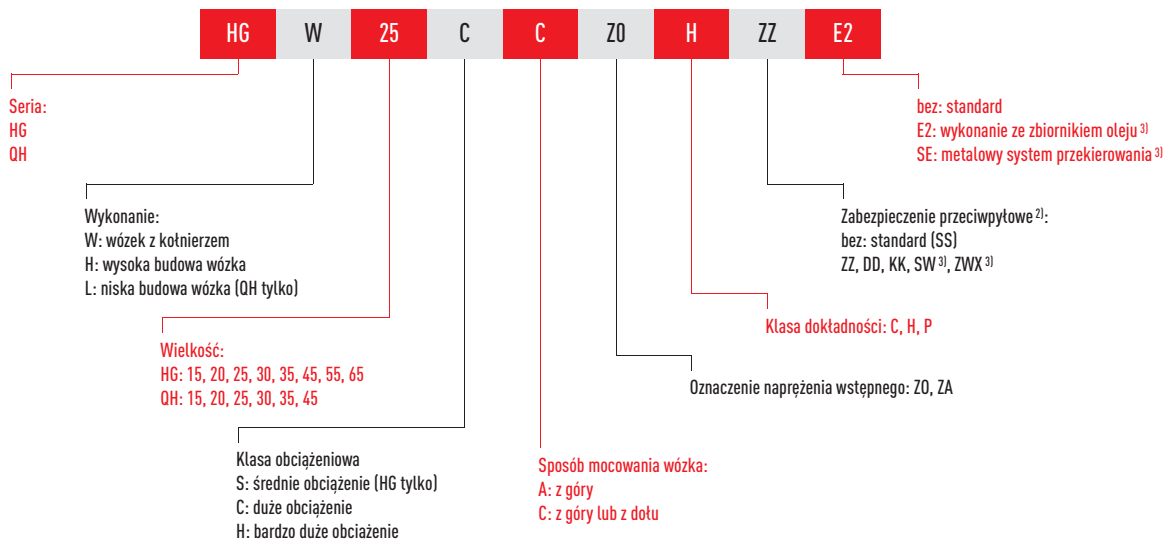 HG W 25 C C Z0 H ZZ E2
Seria:
HG
QH
bez: standard
E2: wykonanie ze zbiornikiem oleju 3)
SE: metalowy system przekierowania 3)
Wykonanie:
W: wózek z kołnierzem
H: wysoka budowa wózka
L: niska budowa wózka (QH tylko)
Zabezpieczenie przeciwpyłowe 2):
bez: standard (SS)
ZZ, DD, KK, SW 3), ZWX 3)
Wielkość:
HG: 15, 20, 25, 30, 35, 45, 55, 65
QH: 15, 20, 25, 30, 35, 45
Klasa dokładności: C, H, P
Oznaczenie naprężenia wstępnego: Z0, ZA
Klasa obciążeniowa
S: średnie obciążenie (HG tylko)
C: duże obciążenie
H: bardzo duże obciążenie
Sposób mocowania wózka:
A: z góry
C: z góry lub z dołu